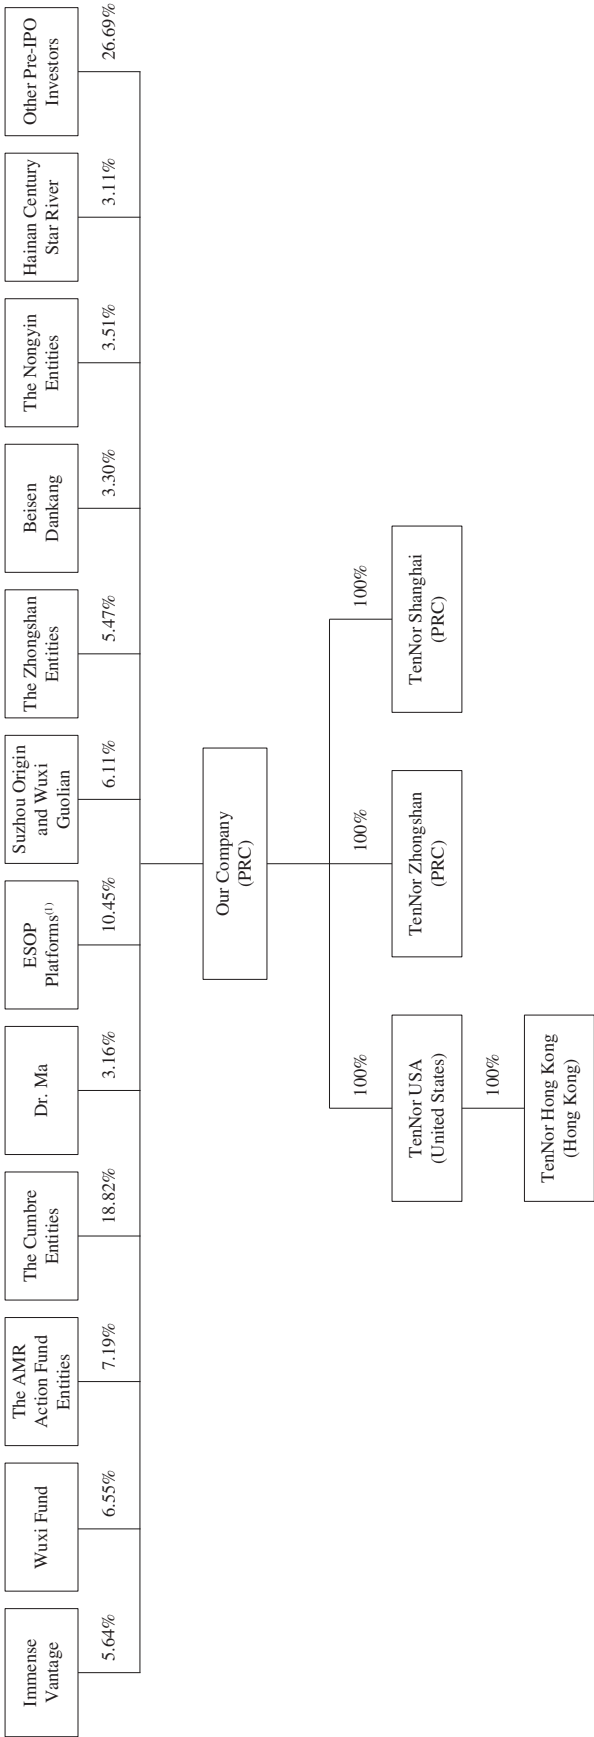 Immense
Vantage
5.64%
Wuxi Fund
6.55%
The AMR
Action Fund
Entities
7.19%
The Cumbre
Entities
18.82%
Dr. Ma
3.16%
ESOP
Platforms(1)
10.45%
Suzhou Origin
and Wuxi
Guolian
6.11%
The Zhongshan
Entities
5.47%
Beisen
Dankang
3.30%
The Nongyin
Entities
3.51%
Hainan Century
Star River
3.11%
Other Pre-IPO
Investors
26.69%
Our Company
(PRC)
100%
TenNor USA
(United States)
100%
TenNor Zhongshan
(PRC)
100%
TenNor Shanghai
(PRC)
100%
TenNor Hong Kong
(Hong Kong)